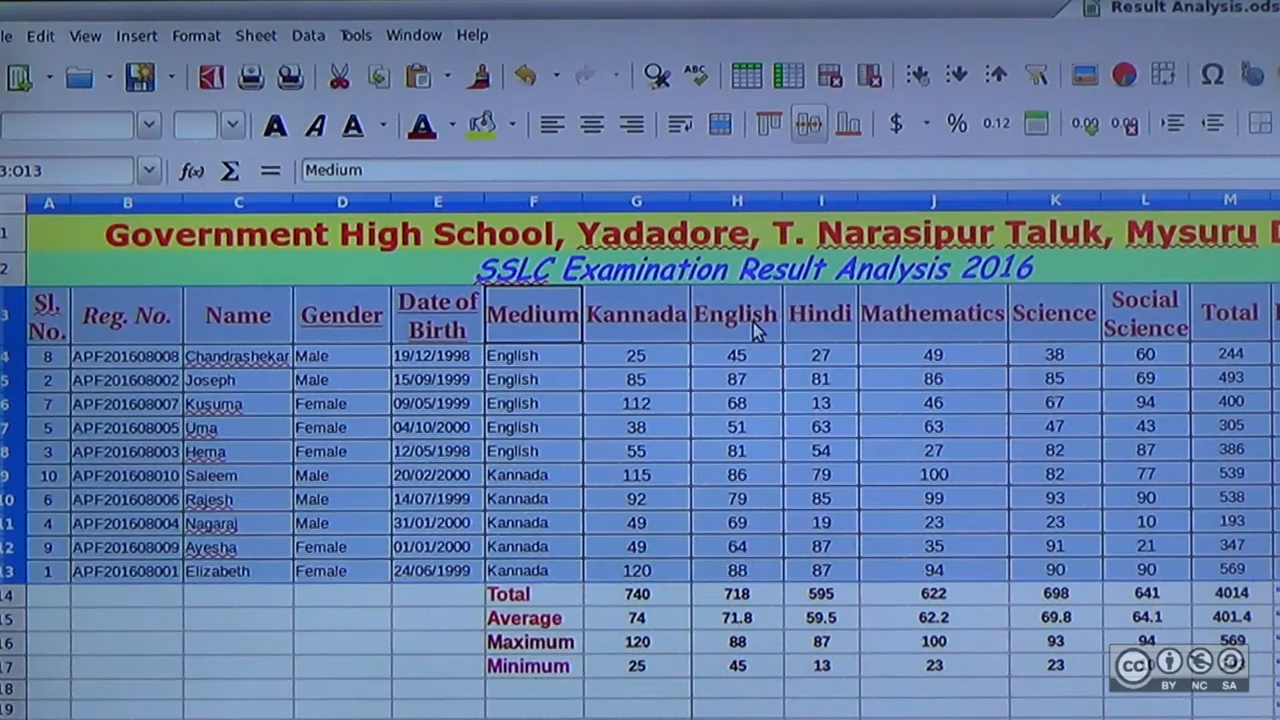 Result Analysis.ods
Edit View Insert Format Sheet Data Tools Window Help
ABC
Ω
$ % 0.12 0.00 0.00
3:O13 f(x) Σ = Medium
A B C D E F G H I J K L M
1 Government High School, Yadadore, T. Narasipur Taluk, Mysuru
2 SSLC Examination Result Analysis 2016
3 Sl. No. Reg. No. Name Gender Date of Birth Medium Kannada English Hindi Mathematics Science Social Science Total
4 8 APF201608008 Chandrashekar Male 19/12/1998 English 25 45 27 49 38 60 244
5 2 APF201608002 Joseph Male 15/09/1999 English 85 87 81 86 85 69 493
6 7 APF201608007 Kusuma Female 09/05/1999 English 112 68 13 46 67 94 400
7 5 APF201608005 Uma Female 04/10/2000 English 38 51 63 63 47 43 305
8 3 APF201608003 Hema Female 12/05/1998 English 55 81 54 27 82 87 386
9 10 APF201608010 Saleem Male 20/02/2000 Kannada 115 86 79 100 82 77 539
10 6 APF201608006 Rajesh Male 14/07/1999 Kannada 92 79 85 99 93 90 538
11 4 APF201608004 Nagaraj Male 31/01/2000 Kannada 49 69 19 23 23 10 193
12 9 APF201608009 Ayesha Female 01/01/2000 Kannada 49 64 87 35 91 21 347
13 1 APF201608001 Elizabeth Female 24/06/1999 Kannada 120 88 87 94 90 90 569
14 Total 740 718 595 622 698 641 4014
15 Average 74 71.8 59.5 62.2 69.8 64.1 401.4
16 Maximum 120 88 87 100 93 94 569
17 Minimum 25 45 13 23 23
18
19
cc BY NC SA